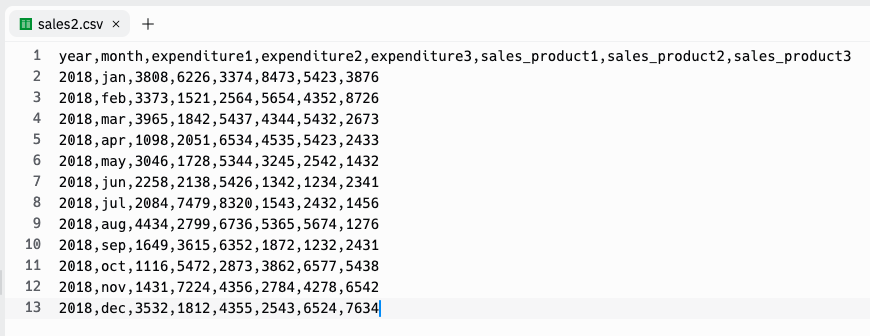 sales2.csv × +
1 year,month,expenditure1,expenditure2,expenditure3,sales_product1,sales_product2,sales_product3
2 2018,jan,3808,6226,3374,8473,5423,3876
3 2018,feb,3373,1521,2564,5654,4352,8726
4 2018,mar,3965,1842,5437,4344,5432,2673
5 2018,apr,1098,2051,6534,4535,5423,2433
6 2018,may,3046,1728,5344,3245,2542,1432
7 2018,jun,2258,2138,5426,1342,1234,2341
8 2018,jul,2084,7479,8320,1543,2432,1456
9 2018,aug,4434,2799,6736,5365,5674,1276
10 2018,sep,1649,3615,6352,1872,1232,2431
11 2018,oct,1116,5472,2873,3862,6577,5438
12 2018,nov,1431,7224,4356,2784,4278,6542
13 2018,dec,3532,1812,4355,2543,6524,7634